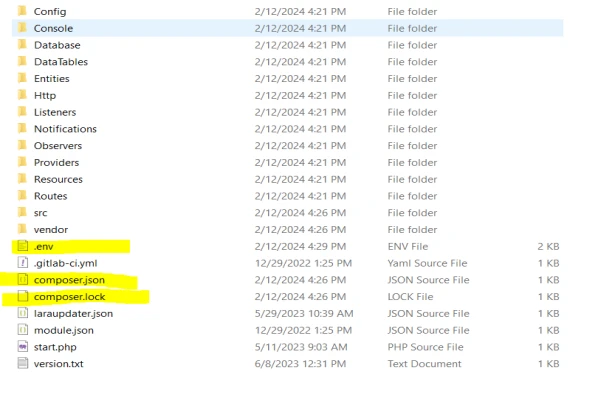 Config 2/12/2024 4:21 PM File folder
Console 2/12/2024 4:21 PM File folder
Database 2/12/2024 4:21 PM File folder
DataTables 2/12/2024 4:21 PM File folder
Entities 2/12/2024 4:21 PM File folder
Http 2/12/2024 4:21 PM File folder
Listeners 2/12/2024 4:21 PM File folder
Notifications 2/12/2024 4:21 PM File folder
Observers 2/12/2024 4:21 PM File folder
Providers 2/12/2024 4:21 PM File folder
Resources 2/12/2024 4:21 PM File folder
Routes 2/12/2024 4:21 PM File folder
src 2/12/2024 4:26 PM File folder
vendor 2/12/2024 4:26 PM File folder
.env 2/12/2024 4:29 PM ENV File 2 KB
.gitlab-ci.yml 12/29/2022 1:25 PM Yaml Source File 1 KB
composer.json 2/12/2024 4:26 PM JSON Source File 1 KB
composer.lock 2/12/2024 4:26 PM LOCK File 1 KB
laraupdater.json 5/29/2023 10:39 AM JSON Source File 1 KB
module.json 12/29/2022 1:25 PM JSON Source File 1 KB
start.php 5/11/2023 9:03 AM PHP Source File 1 KB
version.txt 6/8/2023 12:31 PM Text Document 1 KB